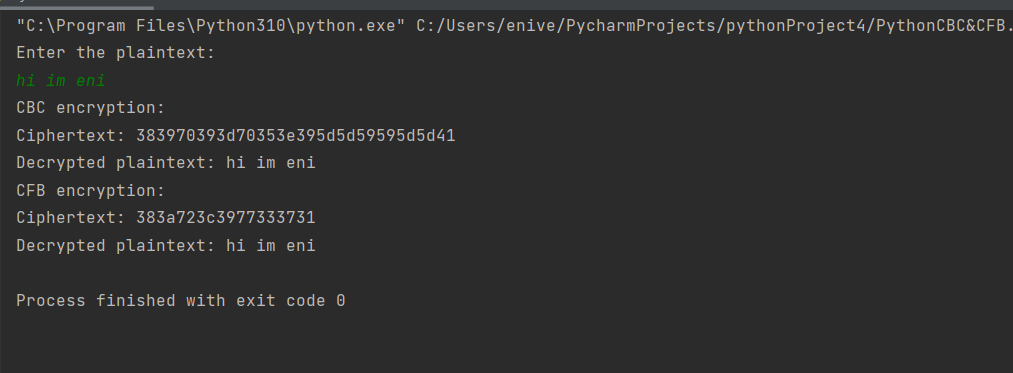 "C:\Program Files\Python310\python.exe" C:/Users/enive/PycharmProjects/pythonProject4/PythonCBC&CFB.
Enter the plaintext:
hi im eni
CBC encryption:
Ciphertext: 383970393d70353e395d5d59595d5d41
Decrypted plaintext: hi im eni
CFB encryption:
Ciphertext: 383a723c3977333731
Decrypted plaintext: hi im eni
Process finished with exit code 0